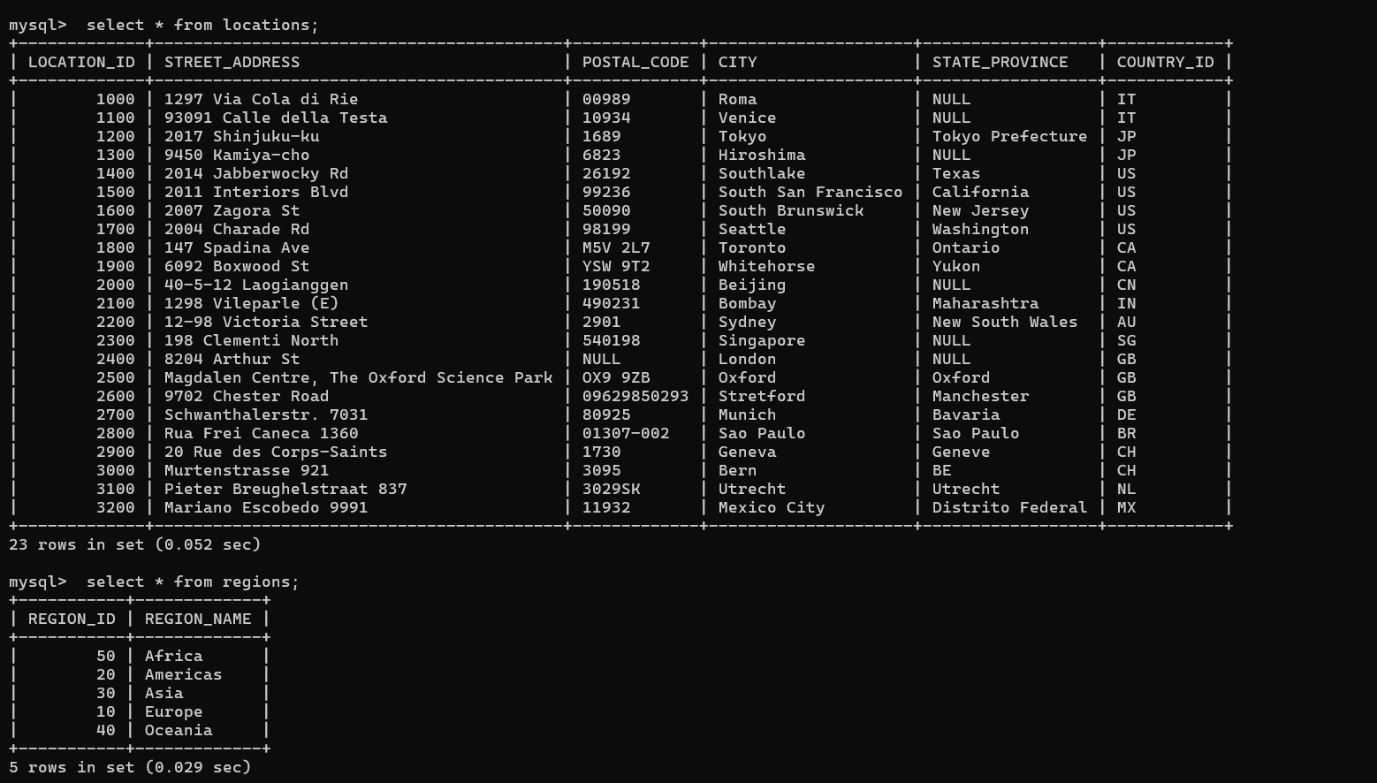 mysql>  select * from locations;
+-------------+------------------------------------------+-------------+---------------------+------------------+------------+
| LOCATION_ID | STREET_ADDRESS                           | POSTAL_CODE | CITY                | STATE_PROVINCE   | COUNTRY_ID |
+-------------+------------------------------------------+-------------+---------------------+------------------+------------+
|        1000 | 1297 Via Cola di Rie                     | 00989       | Roma                | NULL             | IT         |
|        1100 | 93091 Calle della Testa                  | 10934       | Venice              | NULL             | IT         |
|        1200 | 2017 Shinjuku-ku                         | 1689        | Tokyo               | Tokyo Prefecture | JP         |
|        1300 | 9450 Kamiya-cho                          | 6823        | Hiroshima           | NULL             | JP         |
|        1400 | 2014 Jabberwocky Rd                      | 26192       | Southlake           | Texas            | US         |
|        1500 | 2011 Interiors Blvd                      | 99236       | South San Francisco | California       | US         |
|        1600 | 2007 Zagora St                           | 50090       | South Brunswick     | New Jersey       | US         |
|        1700 | 2004 Charade Rd                          | 98199       | Seattle             | Washington       | US         |
|        1800 | 147 Spadina Ave                          | M5V 2L7     | Toronto             | Ontario          | CA         |
|        1900 | 6092 Boxwood St                          | YSW 9T2     | Whitehorse          | Yukon            | CA         |
|        2000 | 40-5-12 Laogianggen                      | 190518      | Beijing             | NULL             | CN         |
|        2100 | 1298 Vileparle (E)                       | 490231      | Bombay              | Maharashtra      | IN         |
|        2200 | 12-98 Victoria Street                    | 2901        | Sydney              | New South Wales  | AU         |
|        2300 | 198 Clementi North                       | 540198      | Singapore           | NULL             | SG         |
|        2400 | 8204 Arthur St                           | NULL        | London              | NULL             | GB         |
|        2500 | Magdalen Centre, The Oxford Science Park | OX9 9ZB     | Oxford              | Oxford           | GB         |
|        2600 | 9702 Chester Road                        | 09629850293 | Stretford           | Manchester       | GB         |
|        2700 | Schwanthalerstr. 7031                    | 80925       | Munich              | Bavaria          | DE         |
|        2800 | Rua Frei Caneca 1360                     | 01307-002   | Sao Paulo           | Sao Paulo        | BR         |
|        2900 | 20 Rue des Corps-Saints                  | 1730        | Geneva              | Geneve           | CH         |
|        3000 | Murtenstrasse 921                        | 3095        | Bern                | BE               | CH         |
|        3100 | Pieter Breughelstraat 837                | 3029SK      | Utrecht             | Utrecht          | NL         |
|        3200 | Mariano Escobedo 9991                    | 11932       | Mexico City         | Distrito Federal | MX         |
+-------------+------------------------------------------+-------------+---------------------+------------------+------------+
23 rows in set (0.052 sec)

mysql>  select * from regions;
+-----------+-------------+
| REGION_ID | REGION_NAME |
+-----------+-------------+
|        50 | Africa      |
|        20 | Americas    |
|        30 | Asia        |
|        10 | Europe      |
|        40 | Oceania     |
+-----------+-------------+
5 rows in set (0.029 sec)